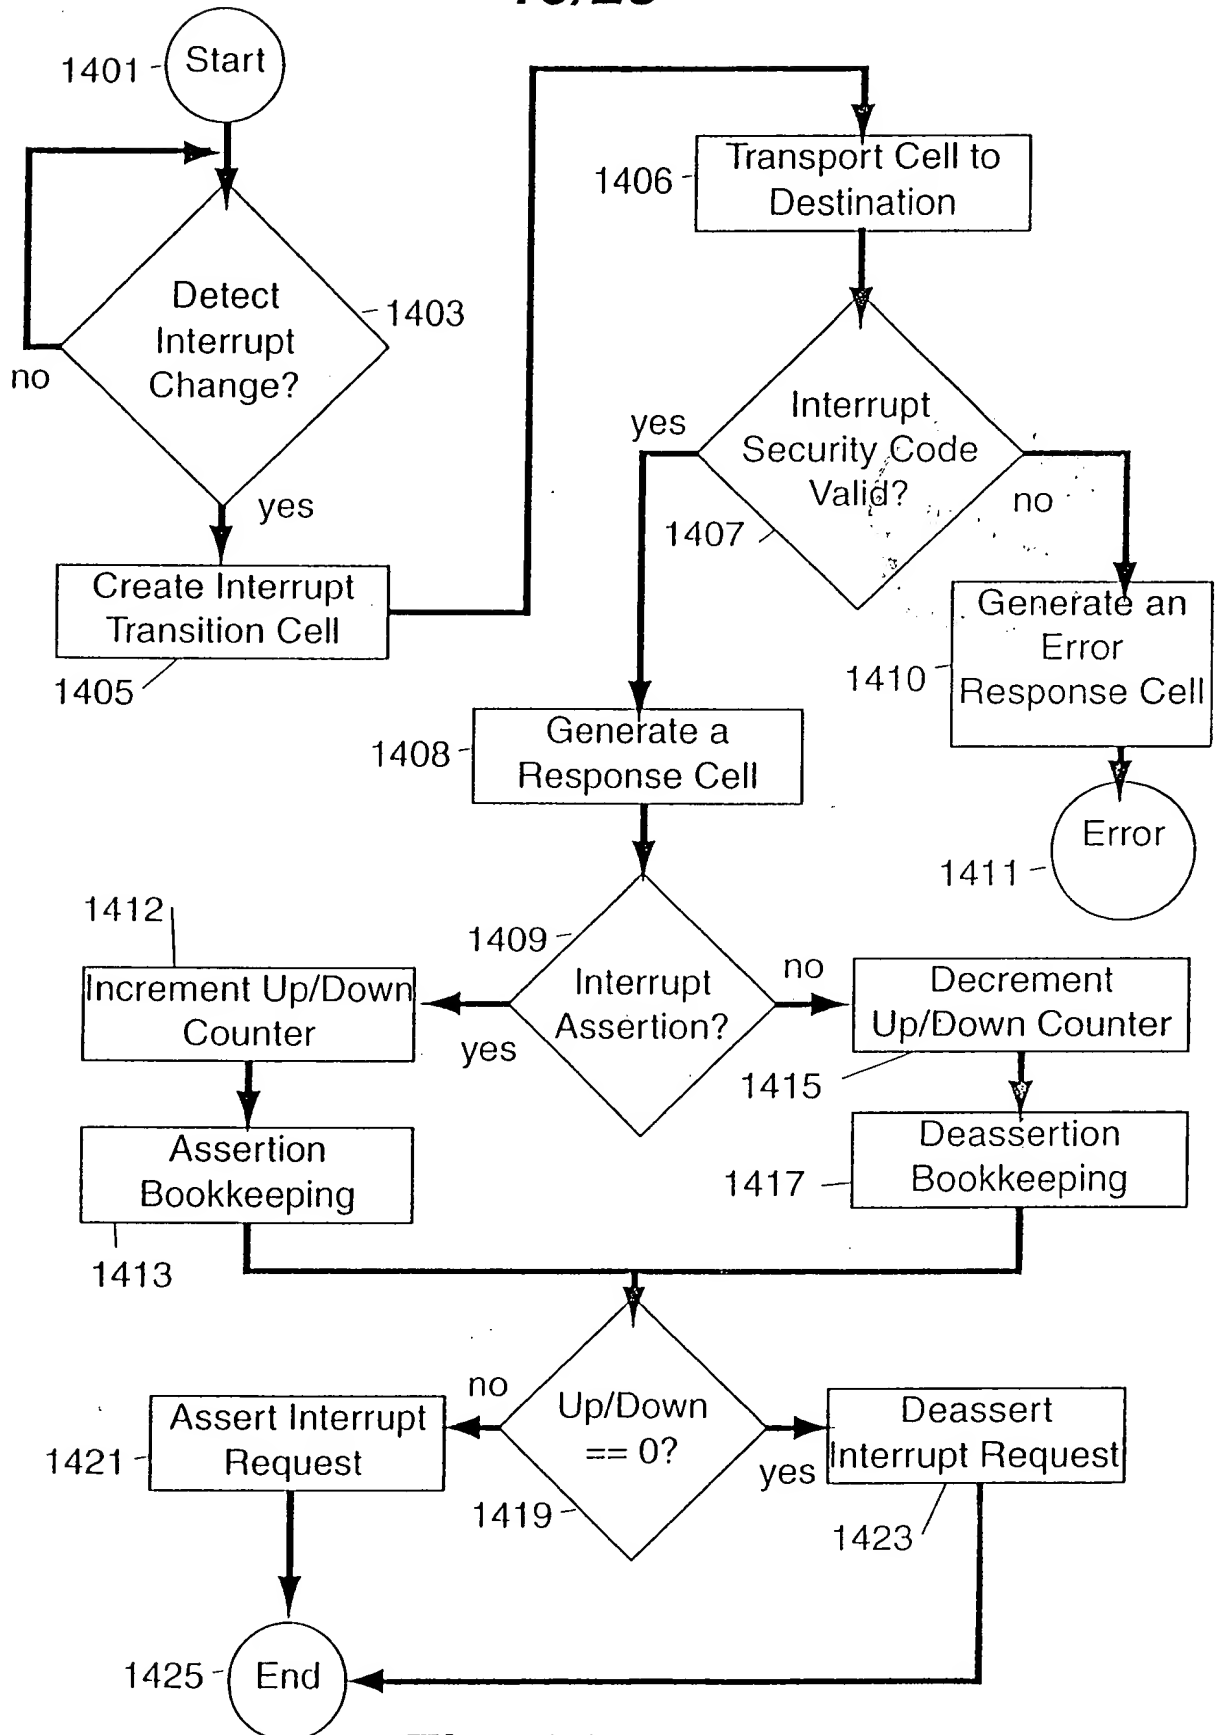 1401
Start
Detect
Interrupt
Change?
1403
no
yes
Create Interrupt
Transition Cell
1405
Transport Cell to
Destination
1406
Interrupt
Security Code
Valid?
1407
yes
no
Generate an
Error
Response Cell
1410
Error
1411
Generate a
Response Cell
1408
Interrupt
Assertion?
1409
yes
no
1412
Increment Up/Down
Counter
Assertion
Bookkeeping
1413
Decrement
Up/Down Counter
1415
Deassertion
Bookkeeping
1417
Up/Down
== 0?
1419
no
yes
Assert Interrupt
Request
1421
Deassert
Interrupt Request
1423
1425
End